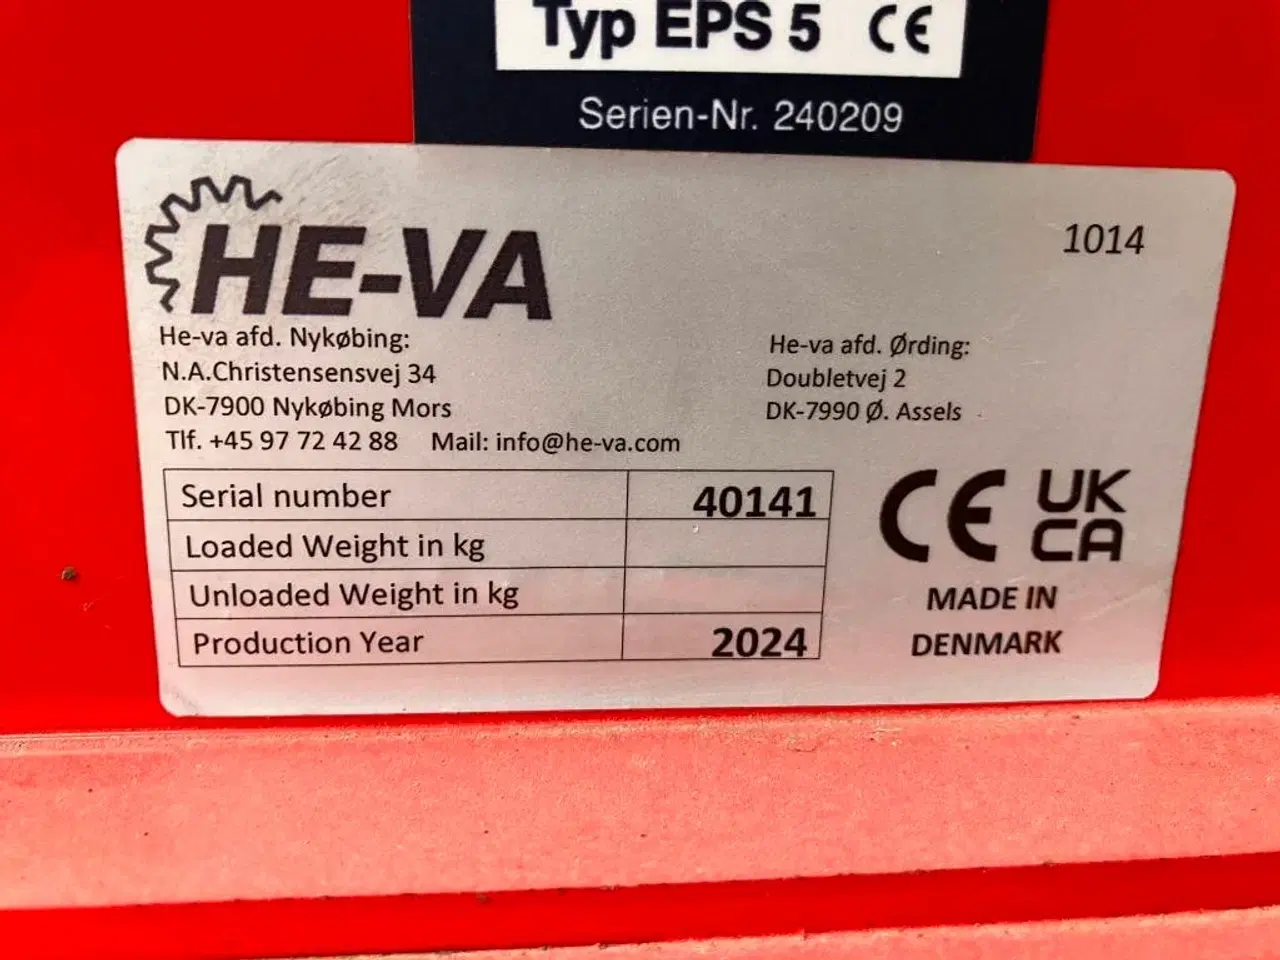 Typ EPS 5 CE
Serien-Nr. 240209
HE-VA
1014
He-va afd. Nykøbing:
N.A.Christensensvej 34
DK-7900 Nykøbing Mors
Tlf. +45 97 72 42 88 Mail: info@he-va.com
He-va afd. Ørding:
Doubletvej 2
DK-7990 Ø. Assels
Serial number 40141
Loaded Weight in kg
Unloaded Weight in kg
Production Year 2024
CE UK
CA
MADE IN
DENMARK